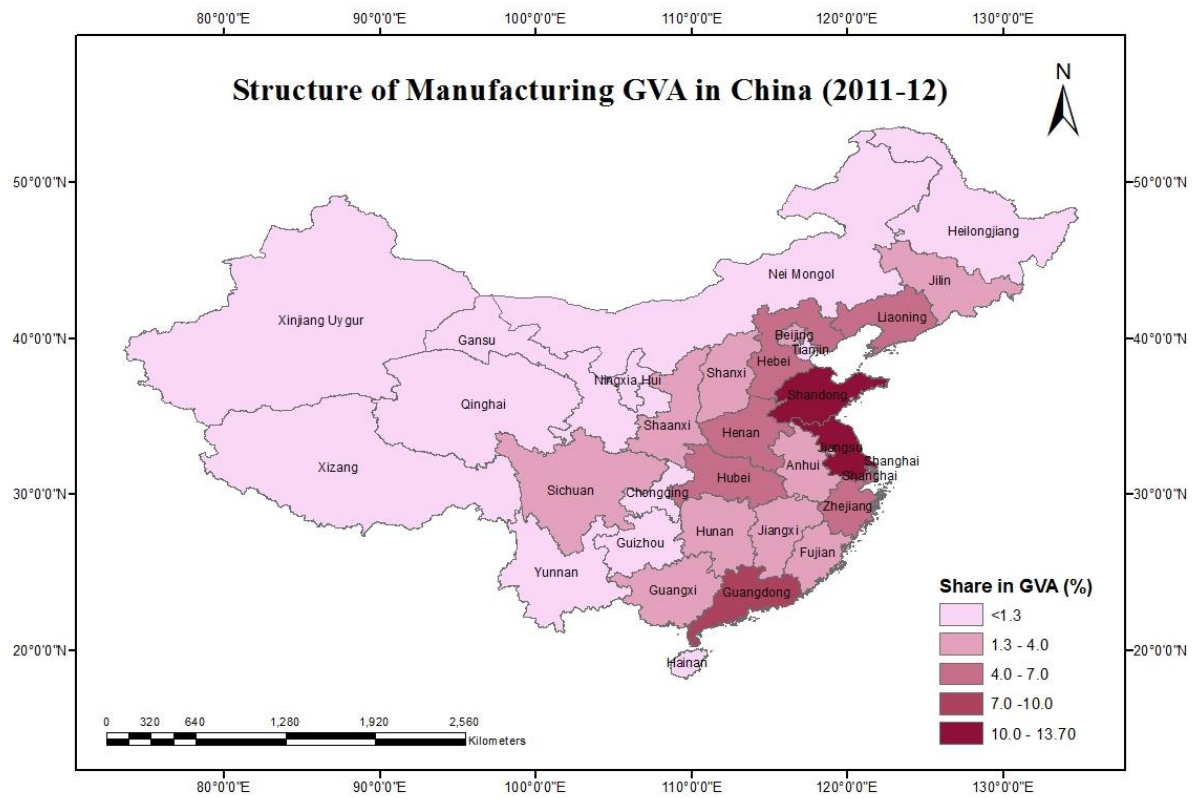 80°0'0"E 90°0'0"E 100°0'0"E 110°0'0"E 120°0'0"E 130°0'0"E
Structure of Manufacturing GVA in China (2011-12)
N
50°0'0"N 50°0'0"N
Heilongjiang
Nei Mongol
Jilin
Xinjiang Uygur
Liaoning
40°0'0"N 40°0'0"N
Beijing
Gansu
Tianjin
Hebei
Shanxi
Ningxia Hui
Shandong
Qinghai
Shaanxi
Henan
Jiangsu
Shanghai
Xizang
Anhui
Shanghai
Hubei
30°0'0"N 30°0'0"N
Sichuan
Chongqing
Zhejiang
Hunan
Jiangxi
Guizhou
Fujian
Yunnan
Guangxi
Guangdong
Hainan
20°0'0"N 20°0'0"N
Share in GVA (%)
<1.3
1.3 - 4.0
4.0 - 7.0
7.0 -10.0
10.0 - 13.70
0 320 640 1,280 1,920 2,560
Kilometers
80°0'0"E 90°0'0"E 100°0'0"E 110°0'0"E 120°0'0"E 130°0'0"E